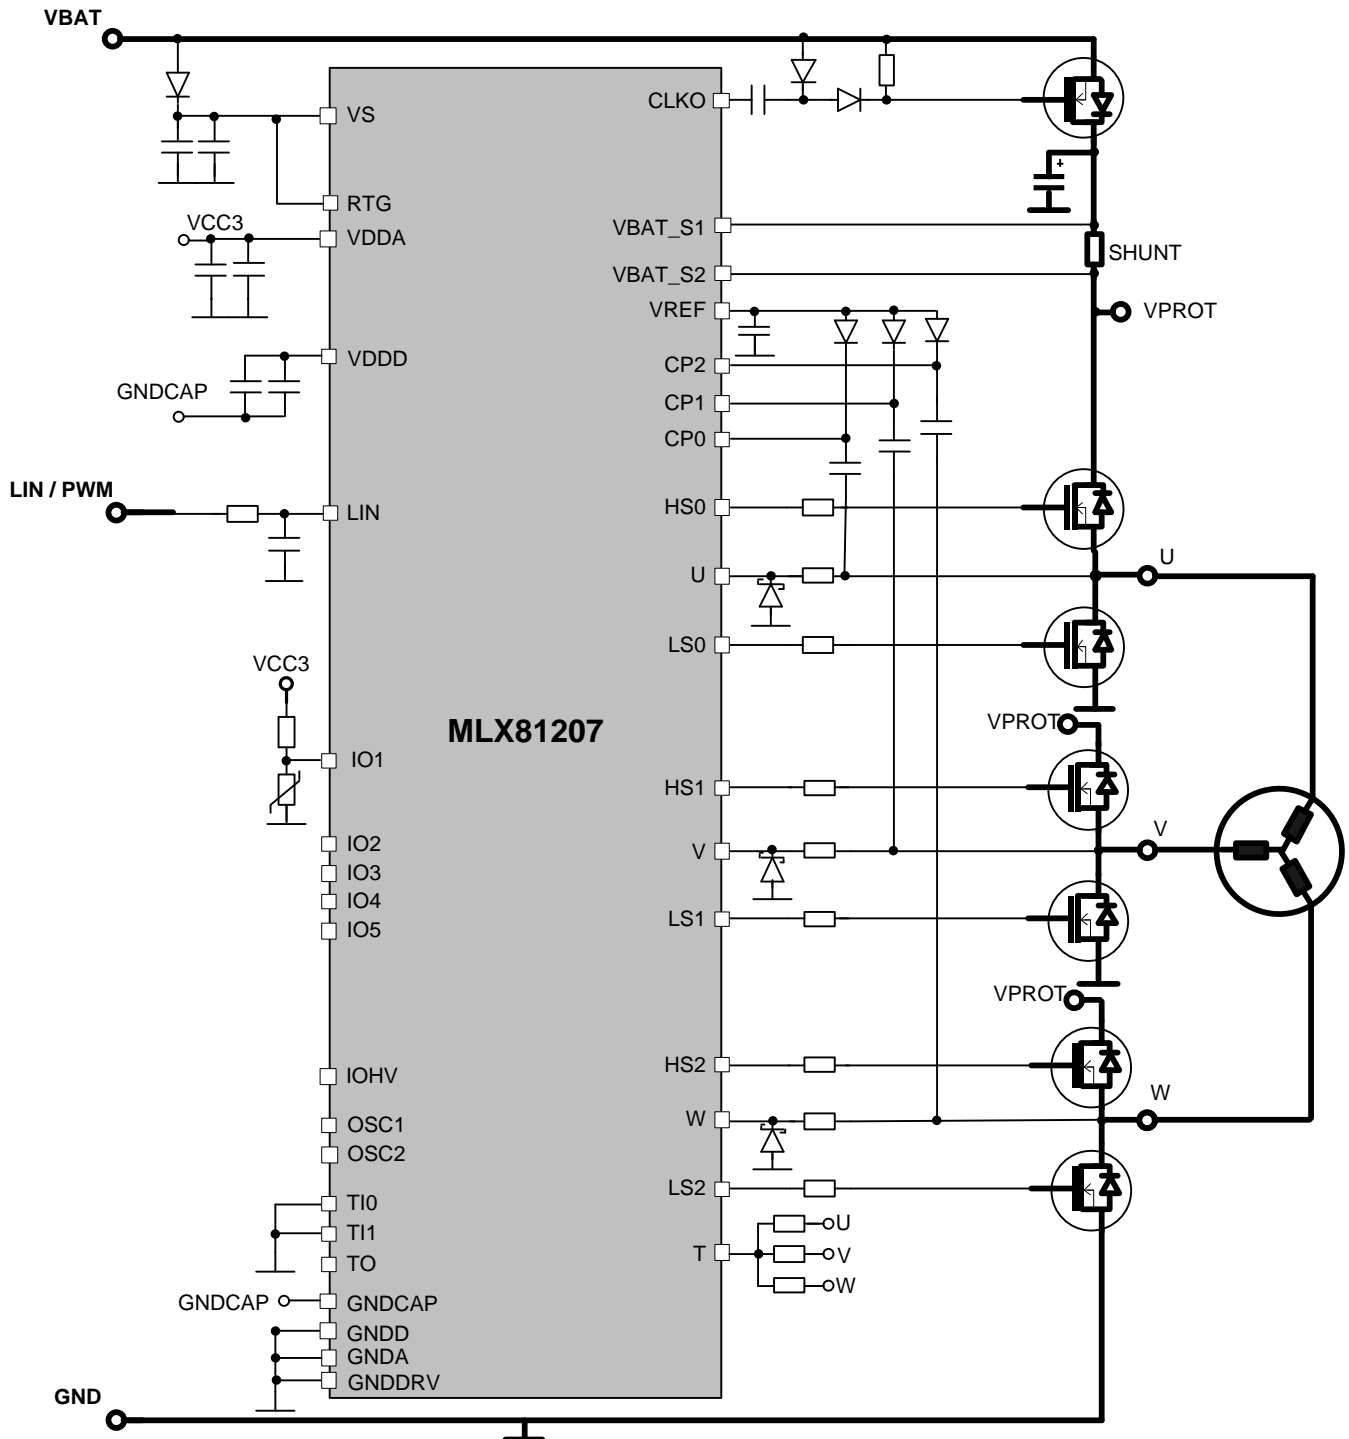 VBAT
CLKO
VS
RTG
VCC3
VDDA
VBAT_S1
SHUNT
VBAT_S2
VREF
VPROT
VDDD
CP2
GNDCAP
CP1
CP0
LIN / PWM
LIN
HS0
U
U
LS0
VCC3
VPROT
MLX81207
IO1
HS1
IO2
V
V
IO3
IO4
LS1
IO5
VPROT
HS2
IOHV
W
W
OSC1
OSC2
LS2
TI0
U
TI1
T
V
TO
W
GNDCAP
GNDCAP
GNDD
GNDA
GNDDRV
GND
+